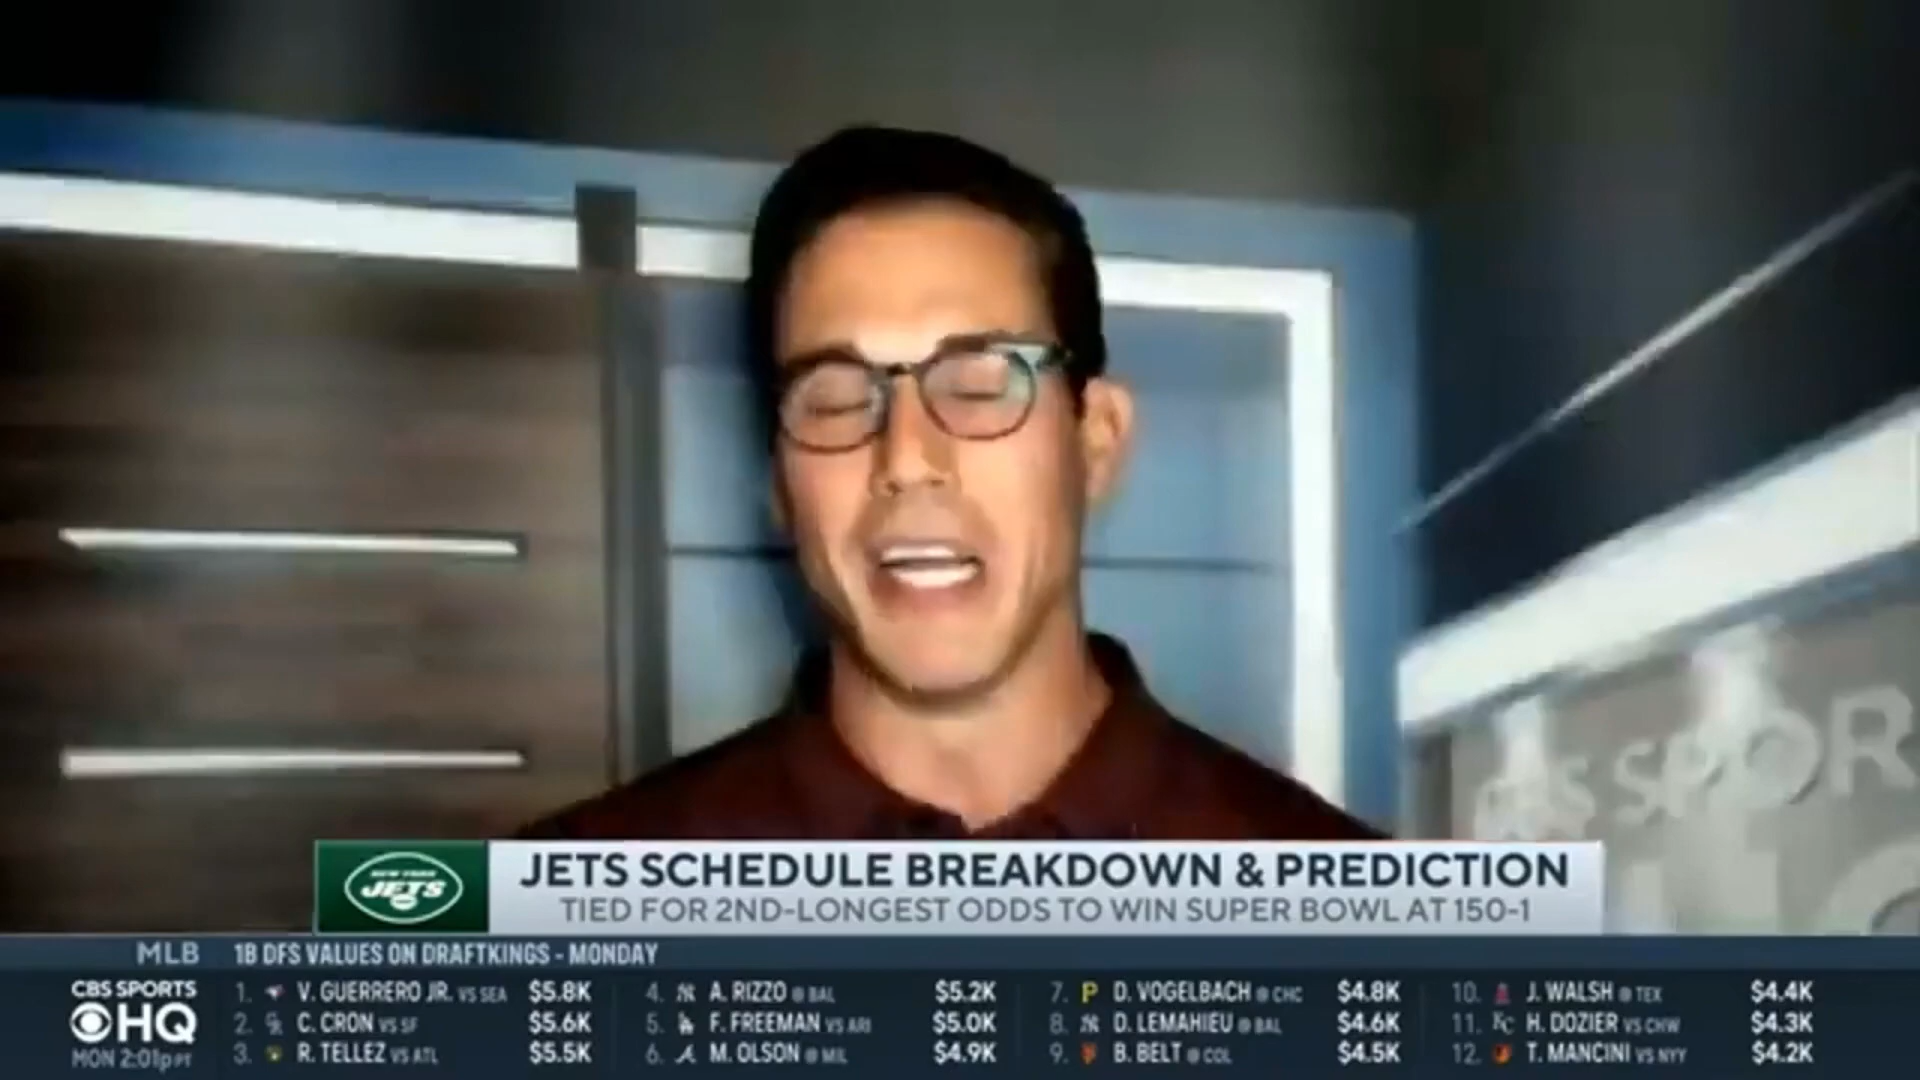 CBS SPOR
NEW YORK
JETS
JETS SCHEDULE BREAKDOWN & PREDICTION
TIED FOR 2ND-LONGEST ODDS TO WIN SUPER BOWL AT 150-1
MLB 1B DFS VALUES ON DRAFTKINGS - MONDAY
CBS SPORTS
HQ
MON 2:01P PT
1. V. GUERRERO JR. VS SEA $5.8K
2. C. CRON VS SF $5.6K
3. R. TELLEZ VS ATL $5.5K
4. A. RIZZO @ BAL $5.2K
5. F. FREEMAN VS ARI $5.0K
6. M. OLSON @ MIL $4.9K
7. D. VOGELBACH @ CHC $4.8K
8. D. LEMAHIEU @ BAL $4.6K
9. B. BELT @ COL $4.5K
10. J. WALSH @ TEX $4.4K
11. H. DOZIER VS CHW $4.3K
12. T. MANCINI VS NYY $4.2K